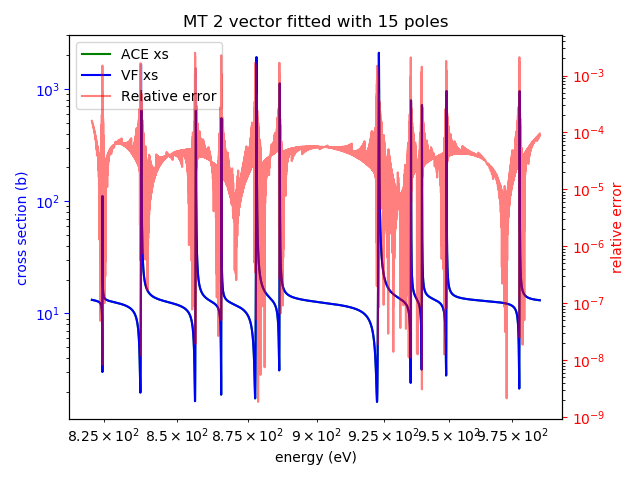 MT 2 vector fitted with 15 poles
ACE xs
VF xs
Relative error
cross section (b)
10³
10²
10¹
relative error
10⁻³
10⁻⁴
10⁻⁵
10⁻⁶
10⁻⁷
10⁻⁸
10⁻⁹
8.25 × 10² 8.5 × 10² 8.75 × 10² 9 × 10² 9.25 × 10² 9.5 × 10² 9.75 × 10²
energy (eV)